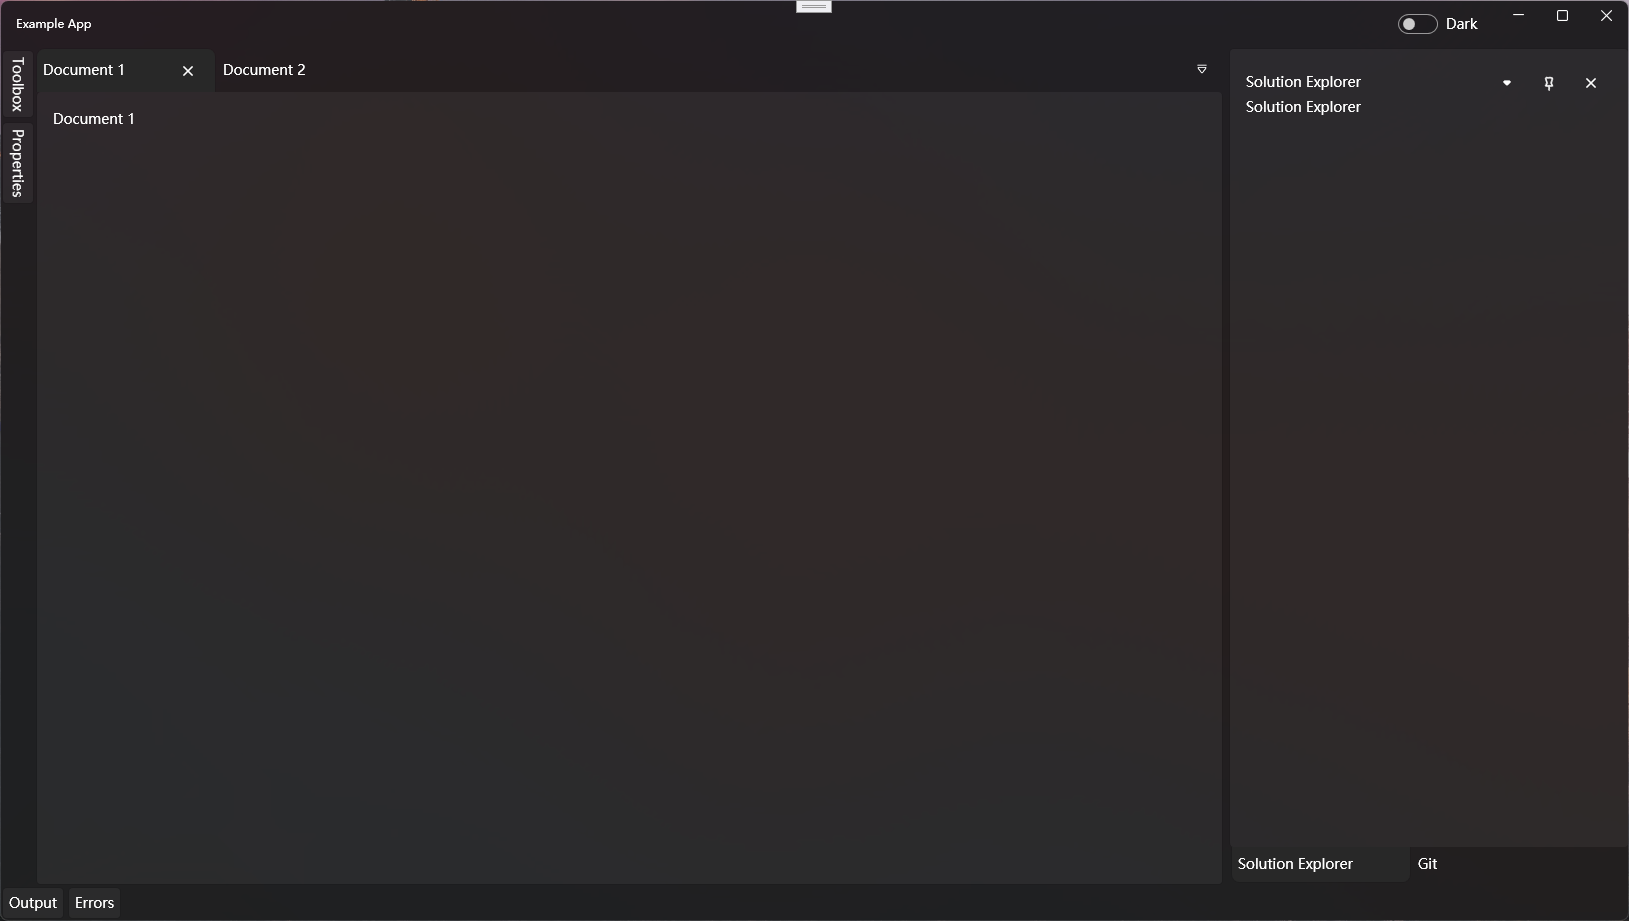 Example App
Dark
Toolbox
Properties
Document 1
Document 2
Document 1
Solution Explorer
Solution Explorer
Solution Explorer
Git
Output
Errors